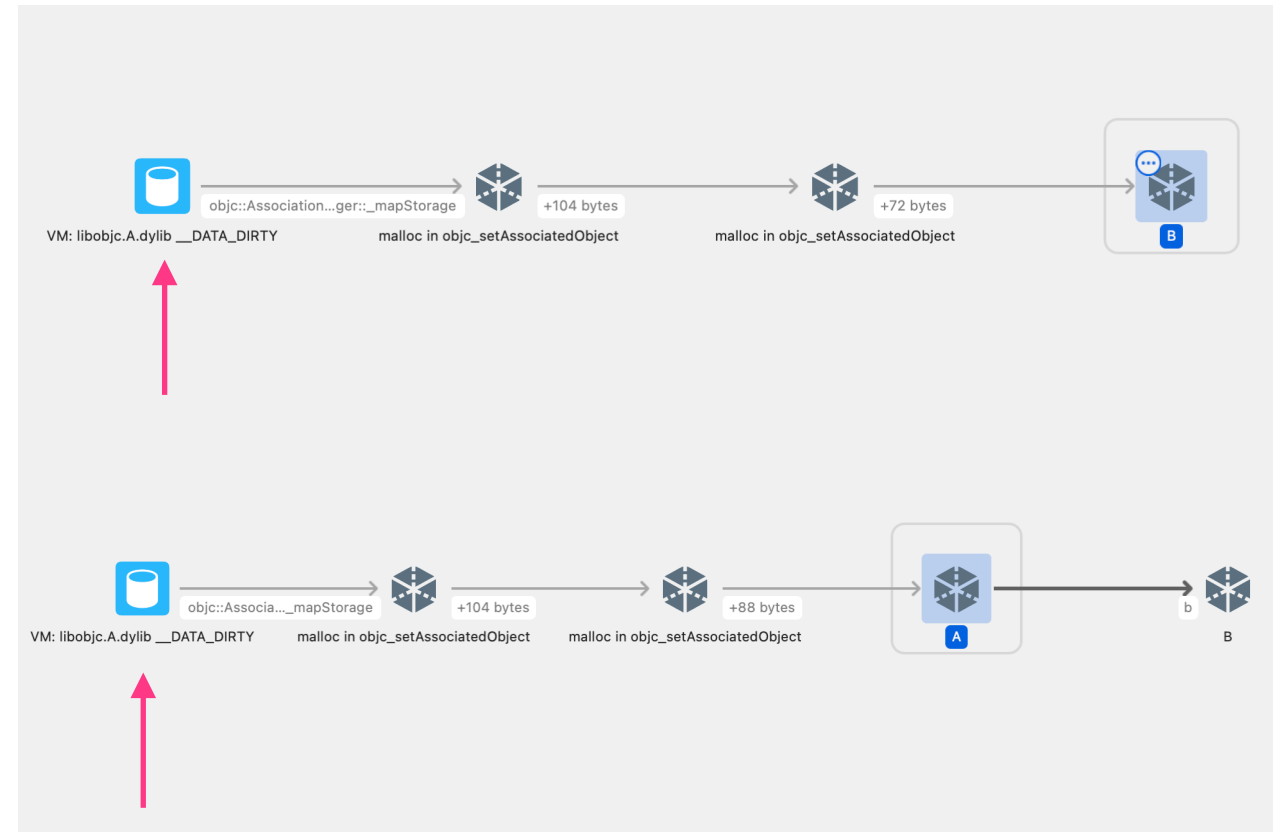 objc::Association...ger::_mapStorage
+104 bytes
+72 bytes
VM: libobjc.A.dylib __DATA_DIRTY
malloc in objc_setAssociatedObject
malloc in objc_setAssociatedObject
B
objc::Associa..._mapStorage
+104 bytes
+88 bytes
b
VM: libobjc.A.dylib __DATA_DIRTY
malloc in objc_setAssociatedObject
malloc in objc_setAssociatedObject
A
B